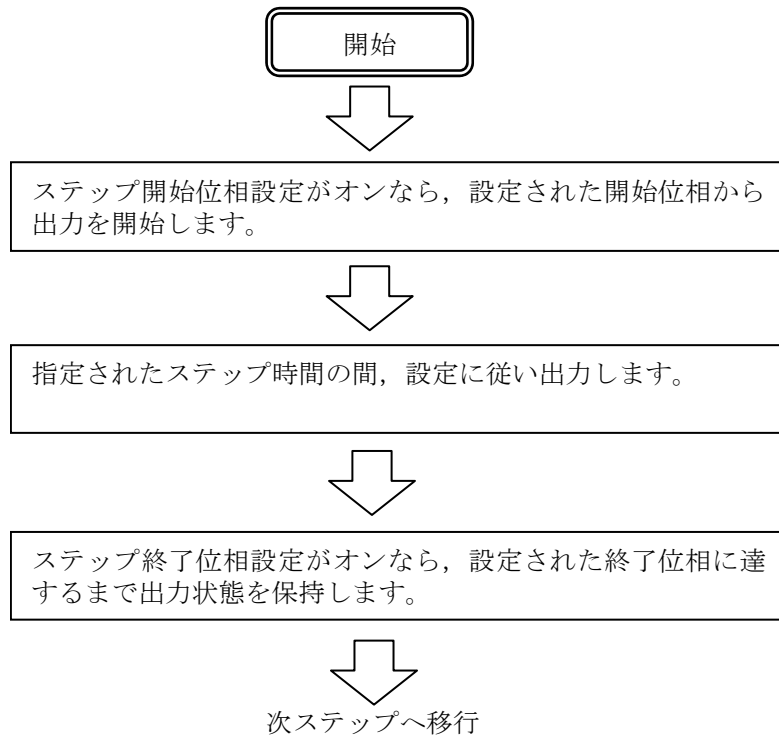 開始
ステップ開始位相設定がオンなら，設定された開始位相から
出力を開始します。
指定されたステップ時間の間，設定に従い出力します。
ステップ終了位相設定がオンなら，設定された終了位相に達
するまで出力状態を保持します。
次ステップへ移行